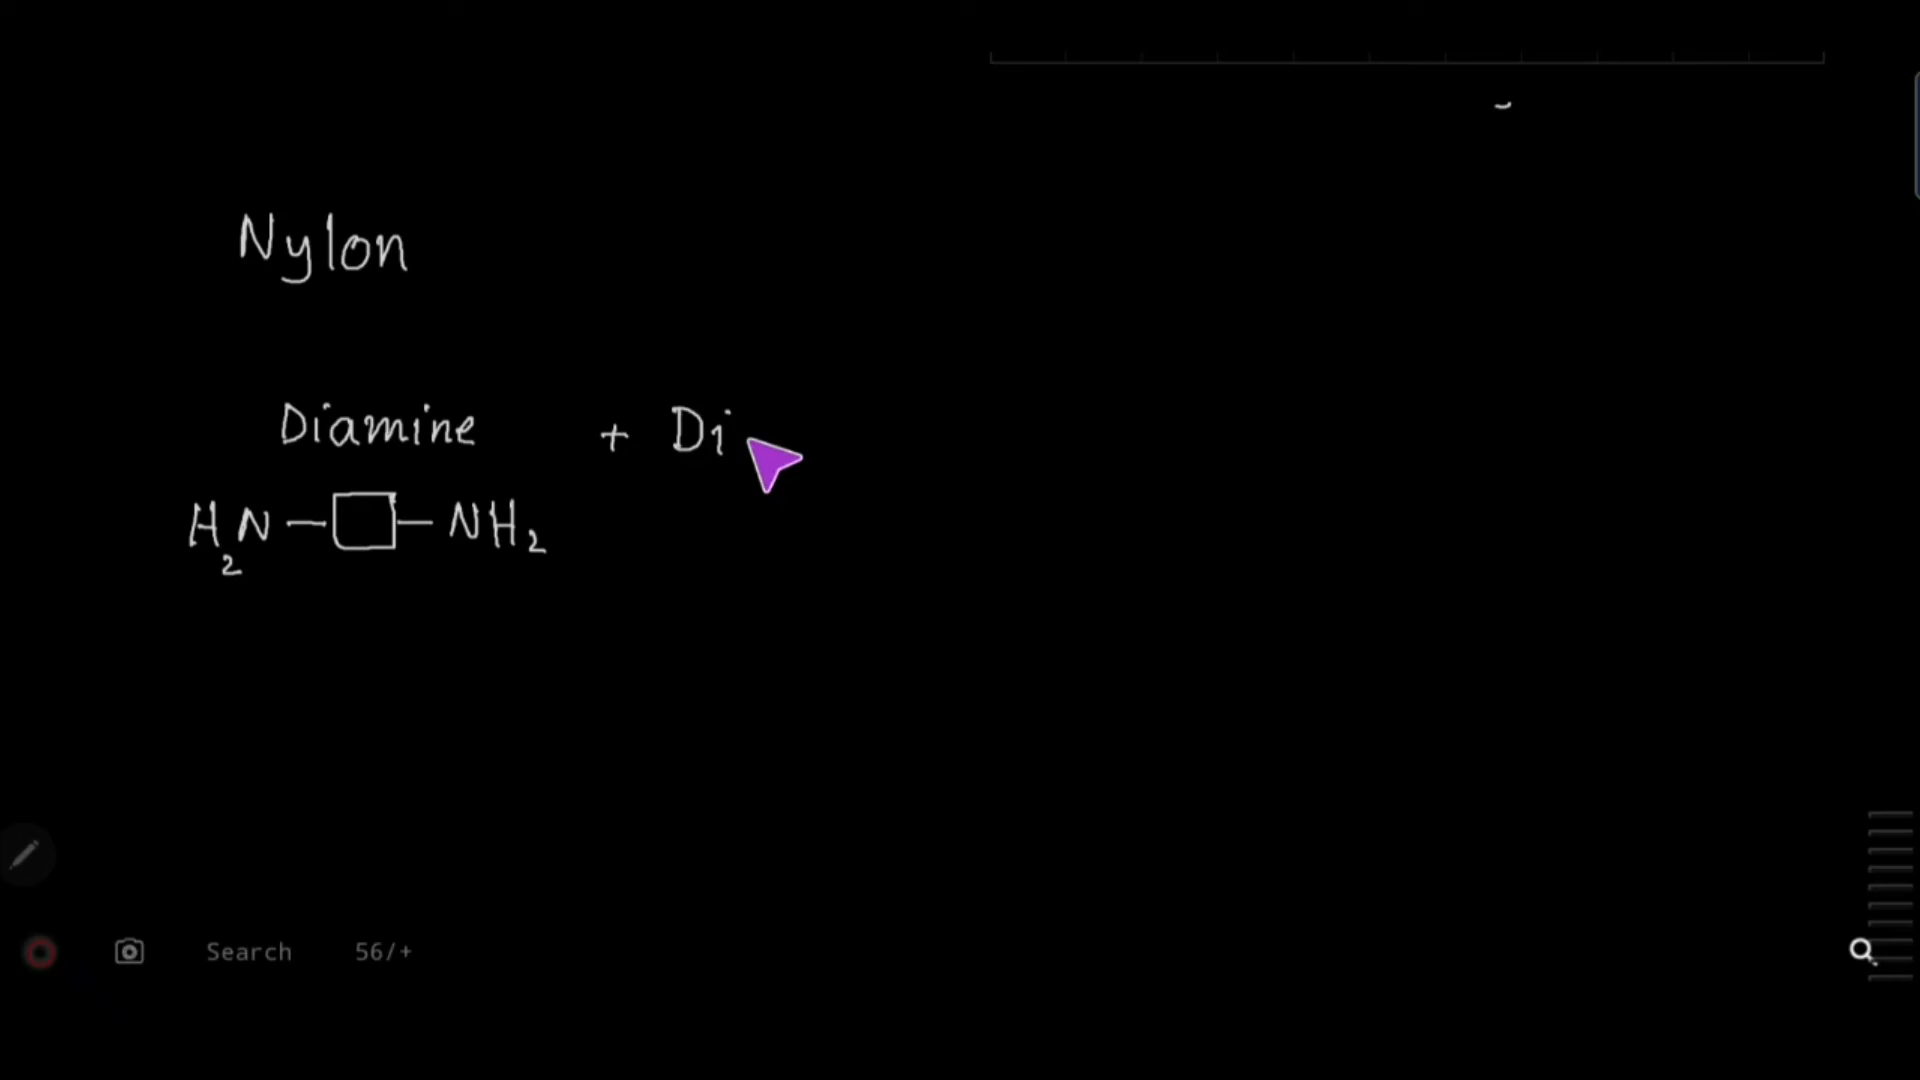 Nylon
Diamine + Di
H₂N-□-NH₂
Search 56/+